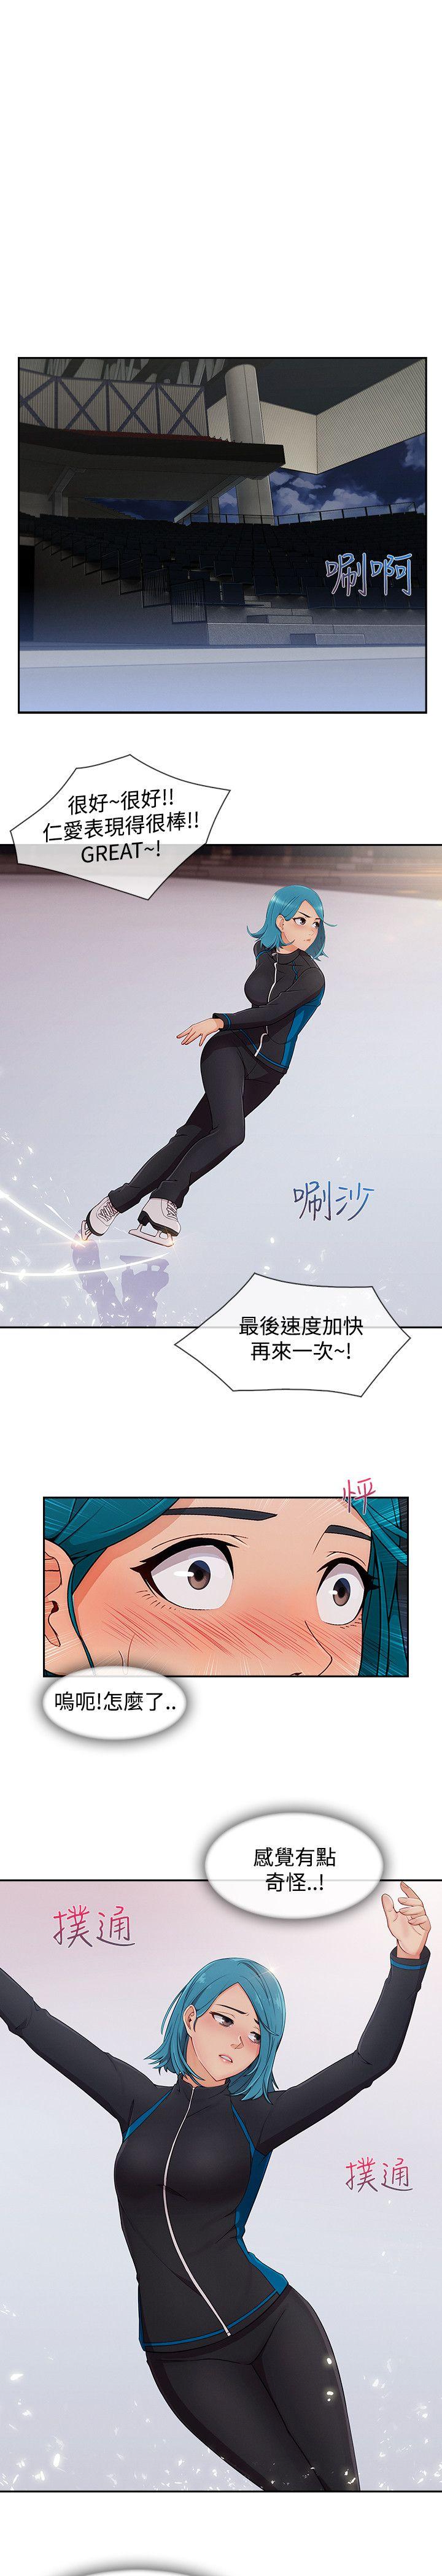 唰啊
很好~很好!!
仁愛表現得很棒!!
GREAT~!
唰沙
最後速度加快
再來一次~!
怦
嗚呃!怎麼了..
感覺有點
奇怪..!
撲通
撲通